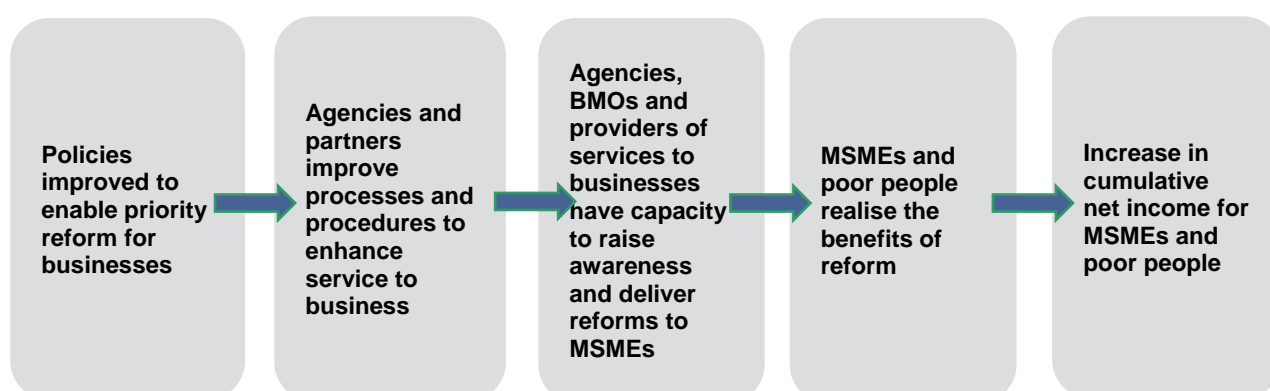 Policies
improved to
enable priority
reform for
businesses
Agencies and
partners
improve
processes and
procedures to
enhance
service to
business
Agencies,
BMOs and
providers of
services to
businesses
have capacity
to raise
awareness
and deliver
reforms to
MSMEs
MSMEs and
poor people
realise the
benefits of
reform
Increase in
cumulative
net income for
MSMEs and
poor people